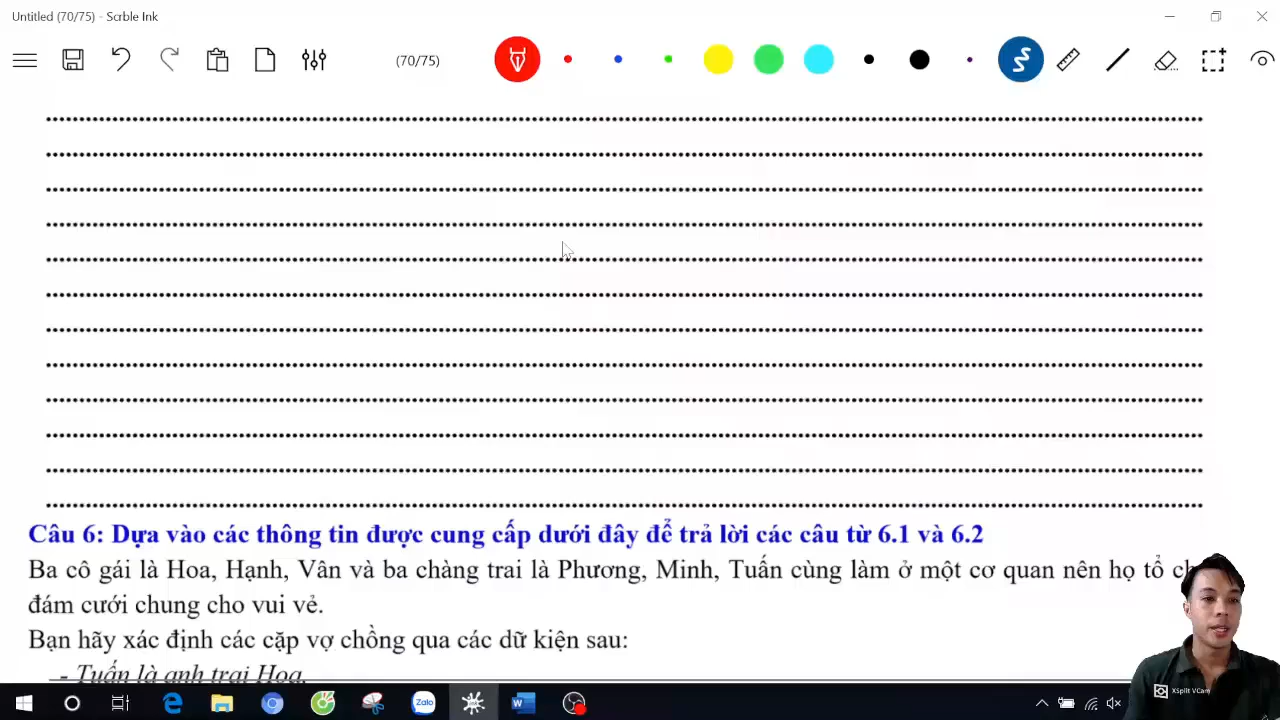 Untitled (70/75) - Scrble Ink
(70/75)
Câu 6: Dựa vào các thông tin được cung cấp dưới đây để trả lời các câu từ 6.1 và 6.2
Ba cô gái là Hoa, Hạnh, Vân và ba chàng trai là Phương, Minh, Tuấn cùng làm ở một cơ quan nên họ tổ
đám cưới chung cho vui vẻ.
Bạn hãy xác định các cặp vợ chồng qua các dữ kiện sau:
- Tuấn là anh trai Hoa.
Zalo
XSplit VCam